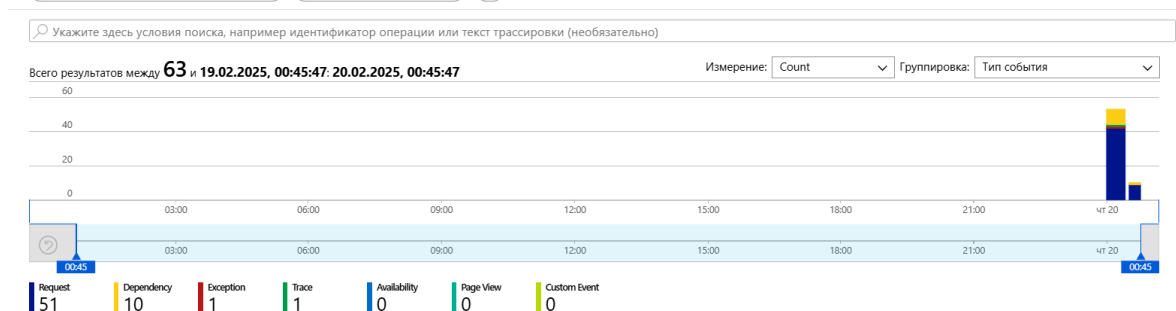 Укажите здесь условия поиска, например идентификатор операции или текст трассировки (необязательно)
Всего результатов между 63 и 19.02.2025, 00:45:47: 20.02.2025, 00:45:47
Измерение: Count Группировка: Тип события
60
40
20
0
03:00 06:00 09:00 12:00 15:00 18:00 21:00 чт 20
03:00 06:00 09:00 12:00 15:00 18:00 21:00 чт 20
00:45 00:45
Request Dependency Exception Trace Availability Page View Custom Event
51 10 1 1 0 0 0